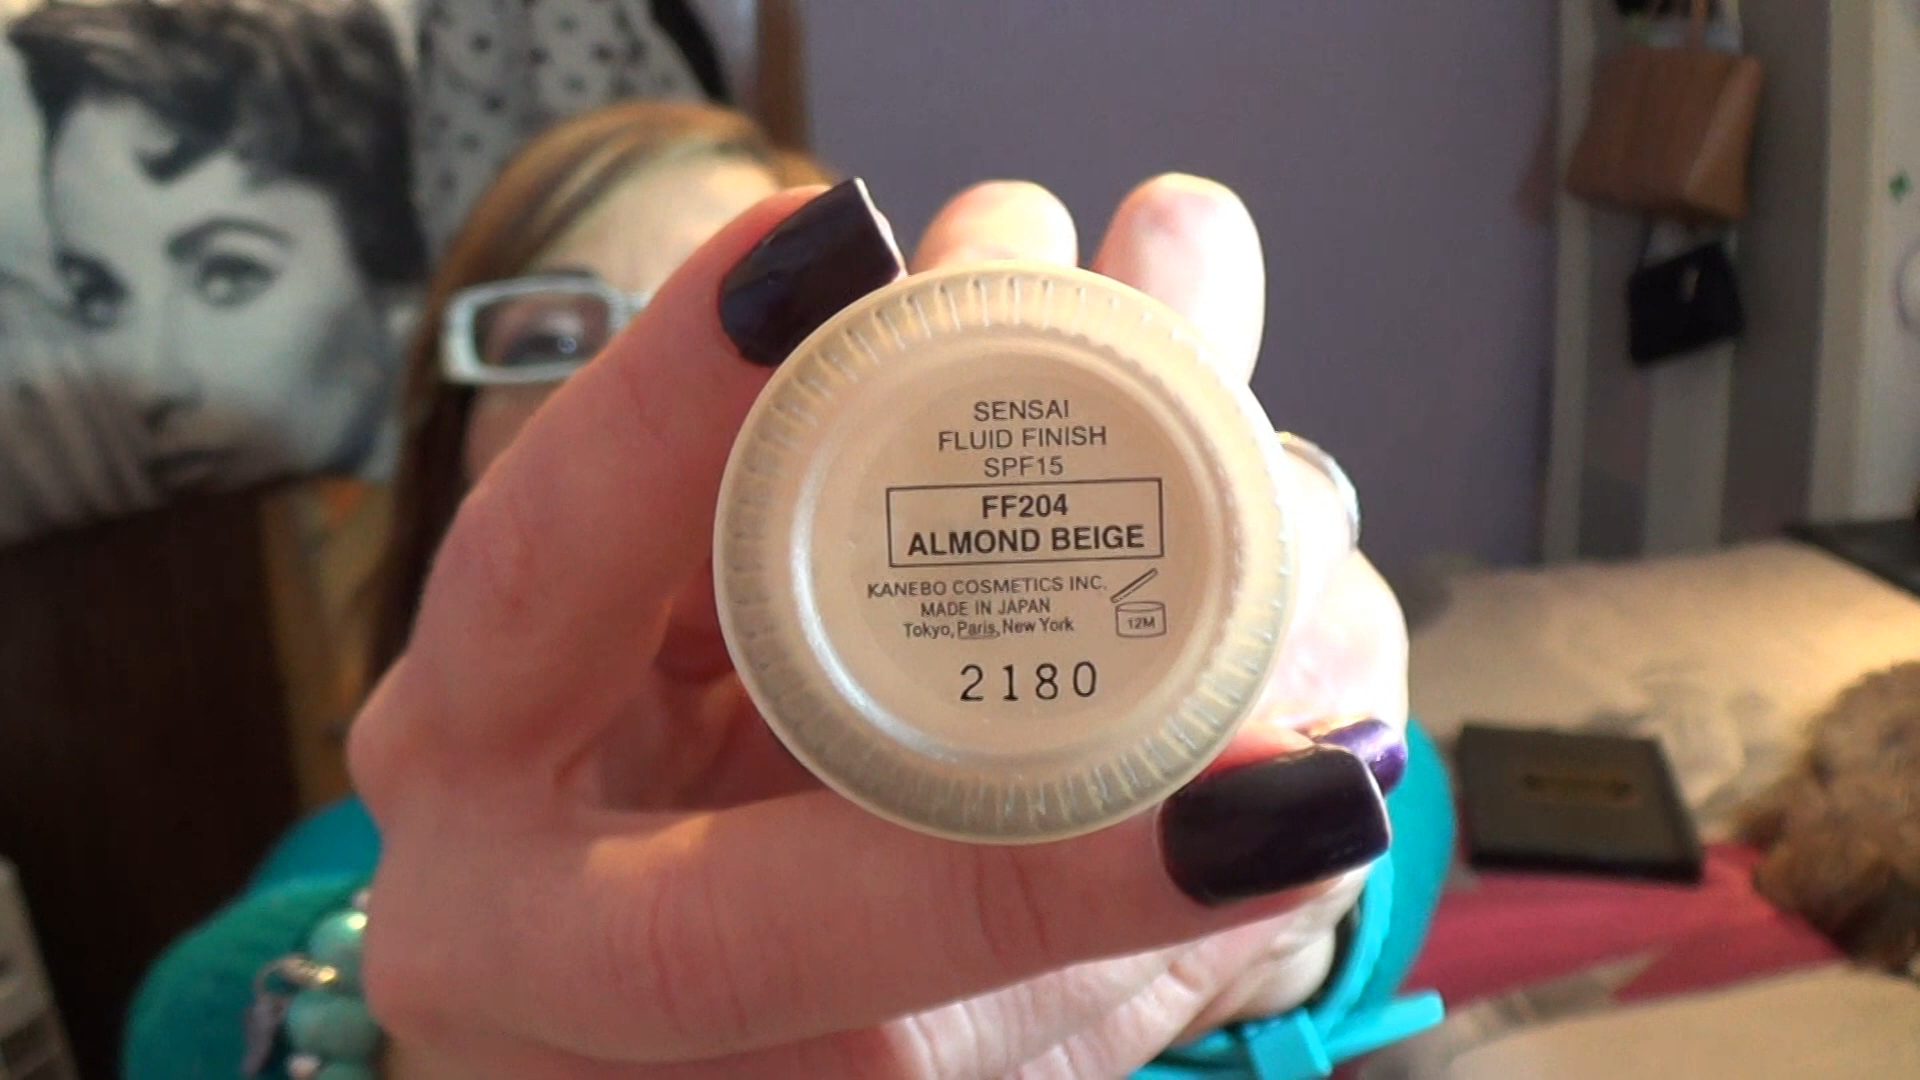 SENSAI
FLUID FINISH
SPF15
FF204
ALMOND BEIGE
KANEBO COSMETICS INC.
MADE IN JAPAN
Tokyo, Paris, New York
12M
2180